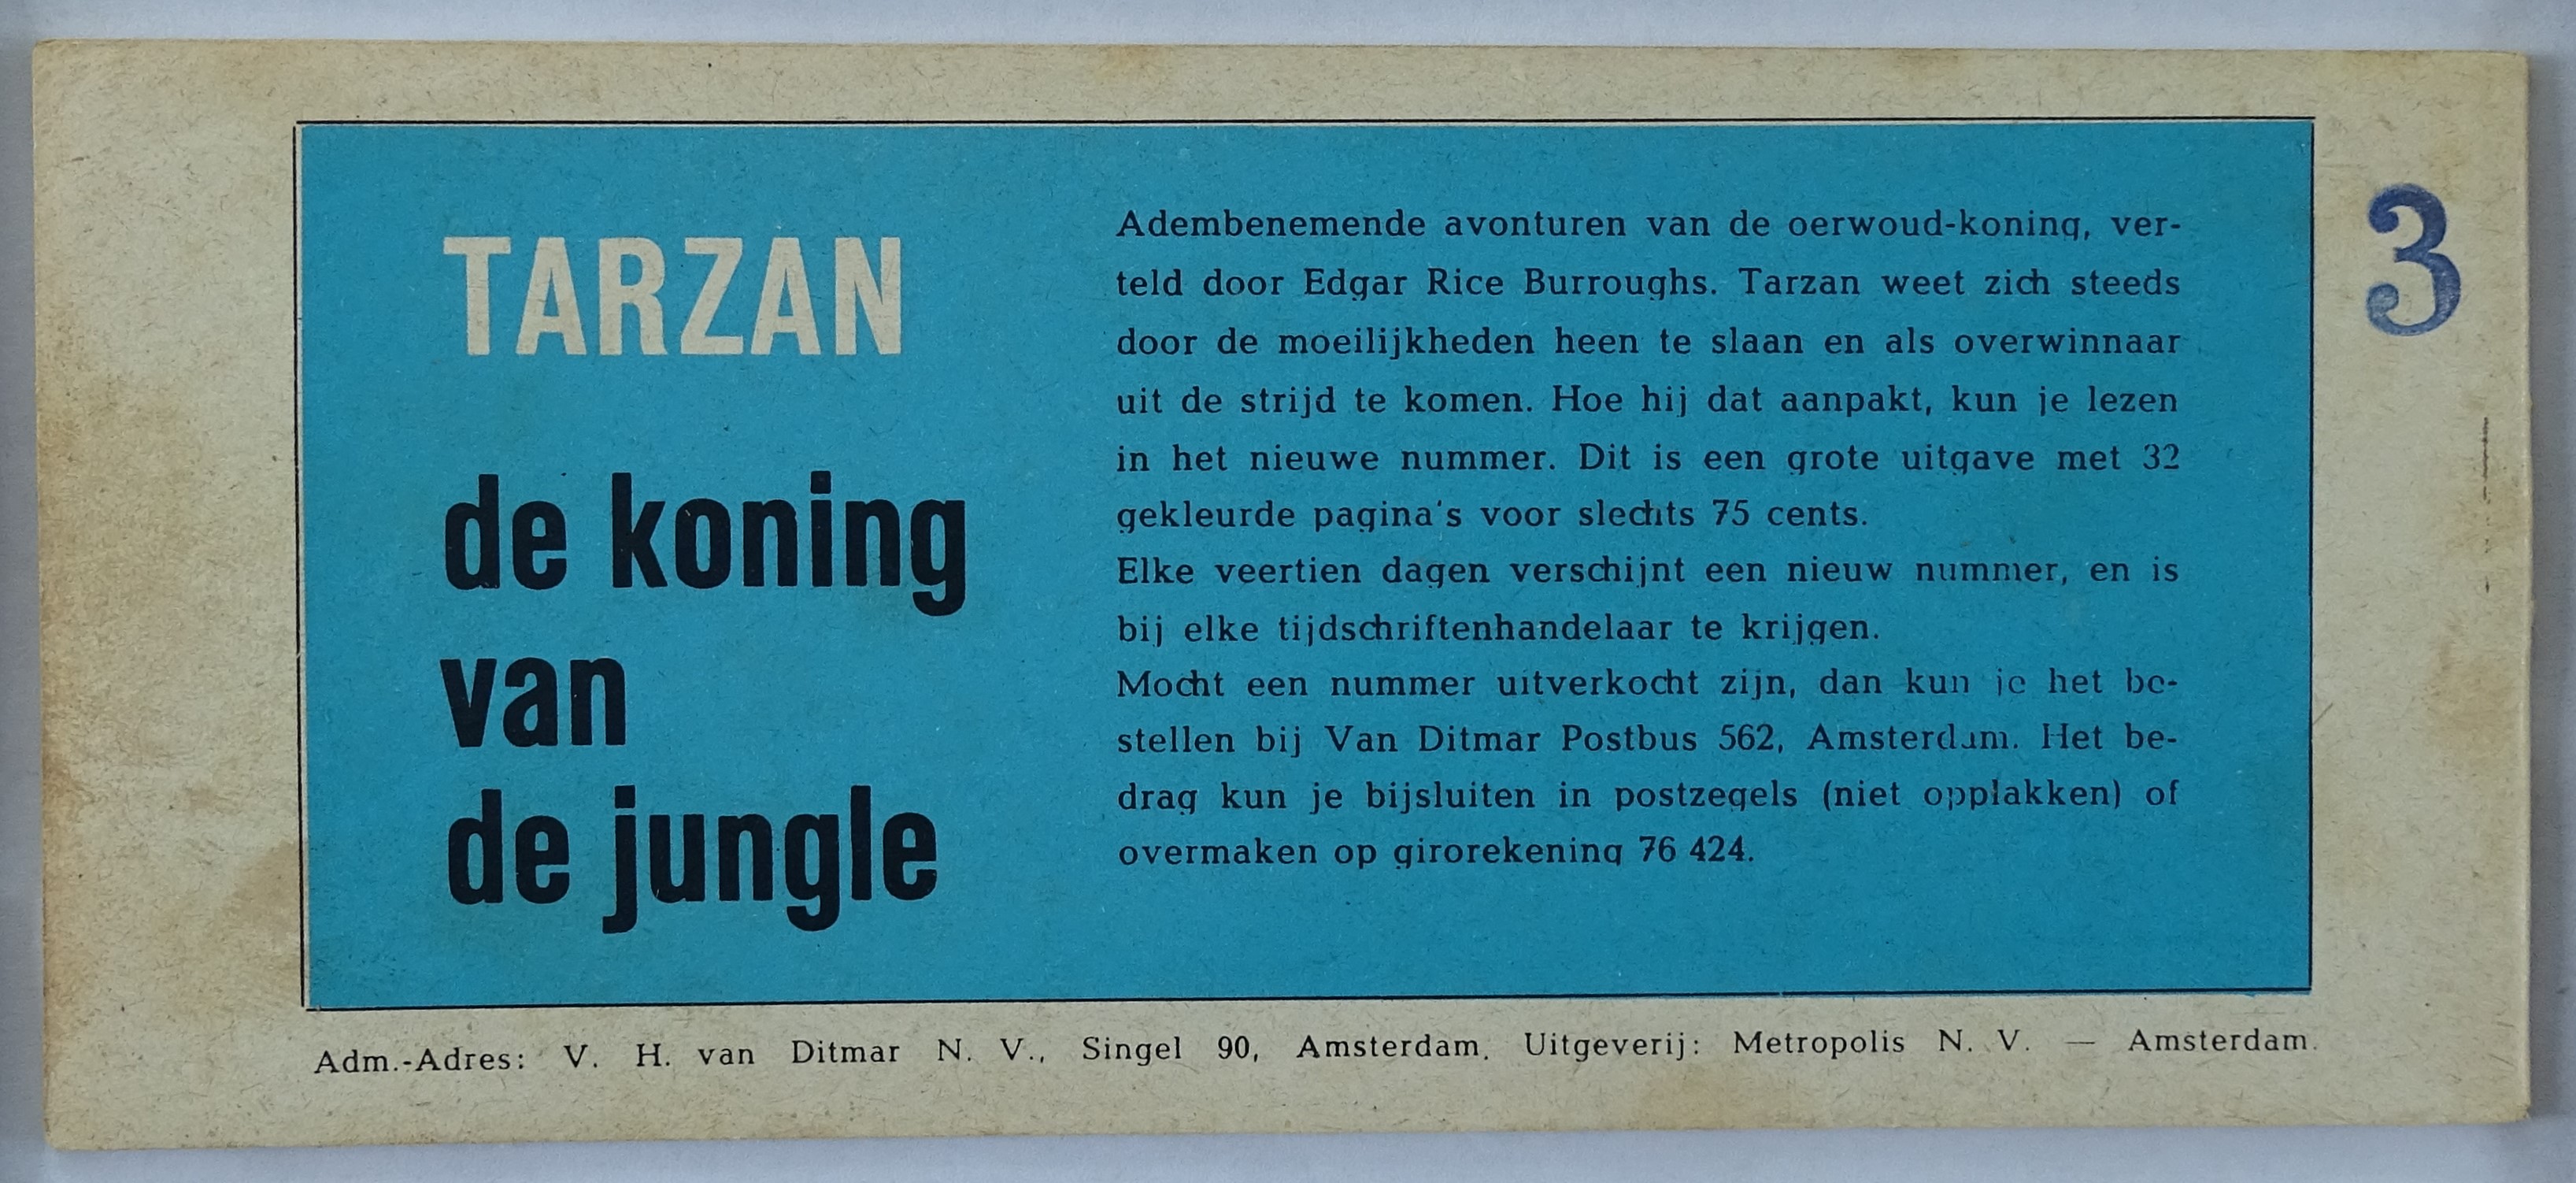 TARZAN
de koning
van
de jungle
Adembenemende avonturen van de oerwoud-koning, ver-
teld door Edgar Rice Burroughs. Tarzan weet zich steeds
door de moeilijkheden heen te slaan en als overwinnaar
uit de strijd te komen. Hoe hij dat aanpakt, kun je lezen
in het nieuwe nummer. Dit is een grote uitgave met 32
gekleurde pagina's voor slechts 75 cents.
Elke veertien dagen verschijnt een nieuw nummer, en is
bij elke tijdschriftenhandelaar te krijgen.
Mocht een nummer uitverkocht zijn, dan kun je het be-
stellen bij Van Ditmar Postbus 562, Amsterdam. Het be-
drag kun je bijsluiten in postzegels (niet opplakken) of
overmaken op girorekening 76 424.
3
Adm.-Adres: V. H. van Ditmar N. V., Singel 90, Amsterdam. Uitgeverij: Metropolis N. V. — Amsterdam.